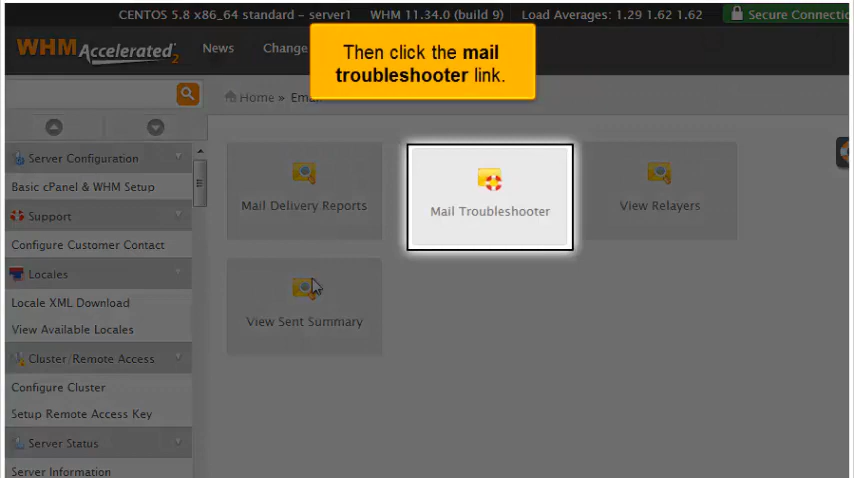 CENTOS 5.8 x86_64 standard – server1 WHM 11.34.0 (build 9) Load Averages: 1.29 1.62 1.62 Secure Connectio
WHM Accelerated 2 News Change
Then click the mail
troubleshooter link.
Home » Email
Server Configuration
Basic cPanel & WHM Setup
Support
Configure Customer Contact
Locales
Locale XML Download
View Available Locales
Cluster/Remote Access
Configure Cluster
Setup Remote Access Key
Server Status
Server Information
Mail Delivery Reports
Mail Troubleshooter
View Relayers
View Sent Summary